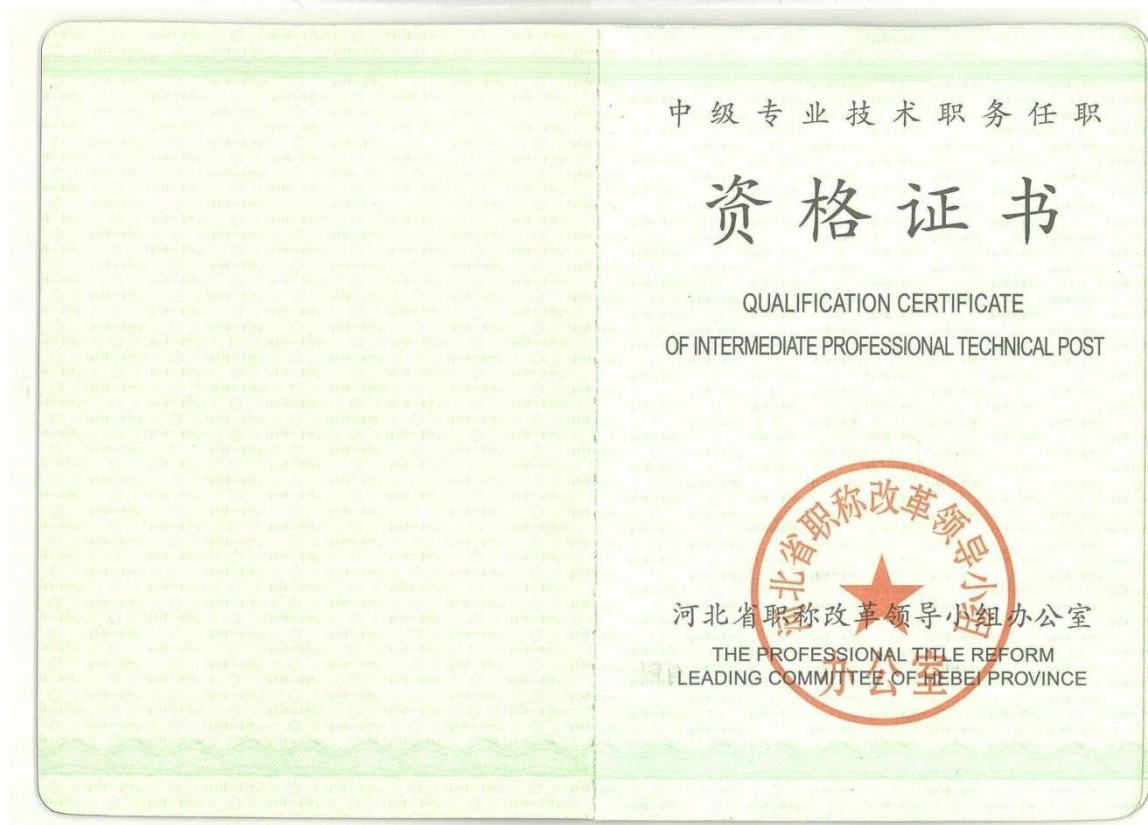 中级专业技术职务任职
资格证书
QUALIFICATION CERTIFICATE
OF INTERMEDIATE PROFESSIONAL TECHNICAL POST
河北省职称改革领导小组
河北省职称改革领导小组办公室
THE PROFESSIONAL TITLE REFORM
LEADING COMMITTEE OF HEBEI PROVINCE
办公室